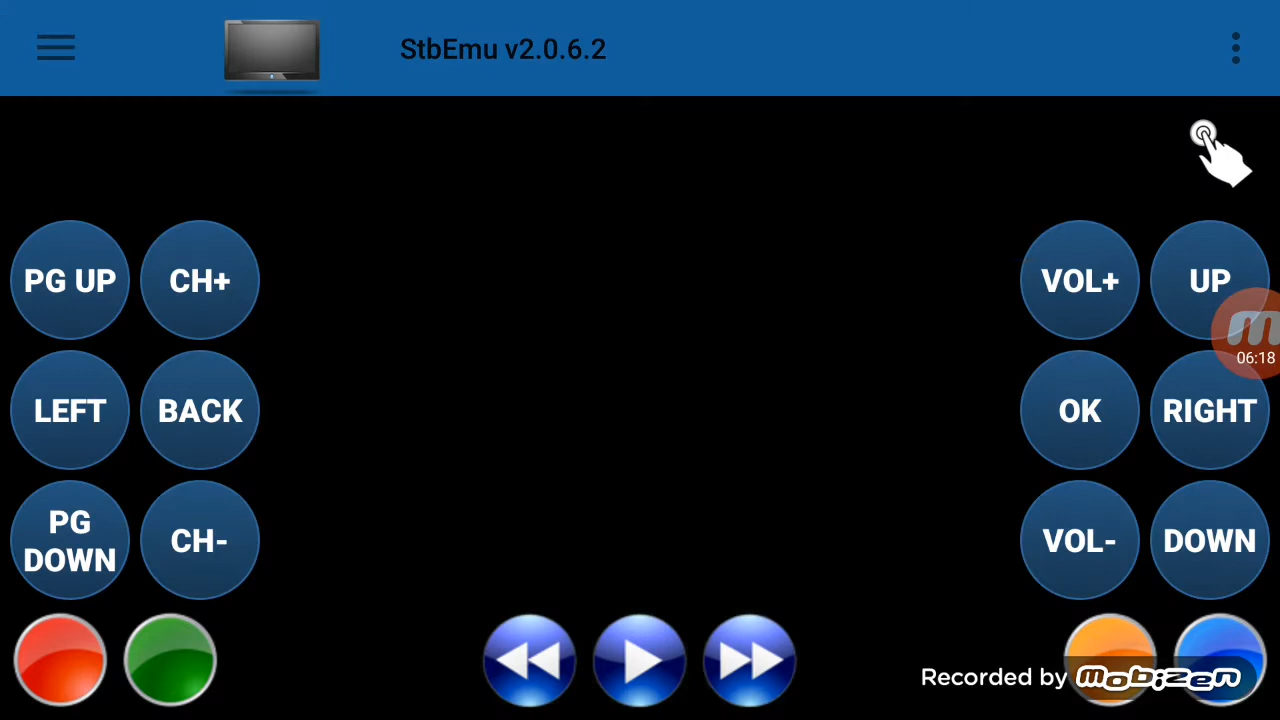 StbEmu v2.0.6.2
PG UP
CH+
VOL+
UP
06:18
LEFT
BACK
OK
RIGHT
PG
DOWN
CH-
VOL-
DOWN
Recorded by mobizen